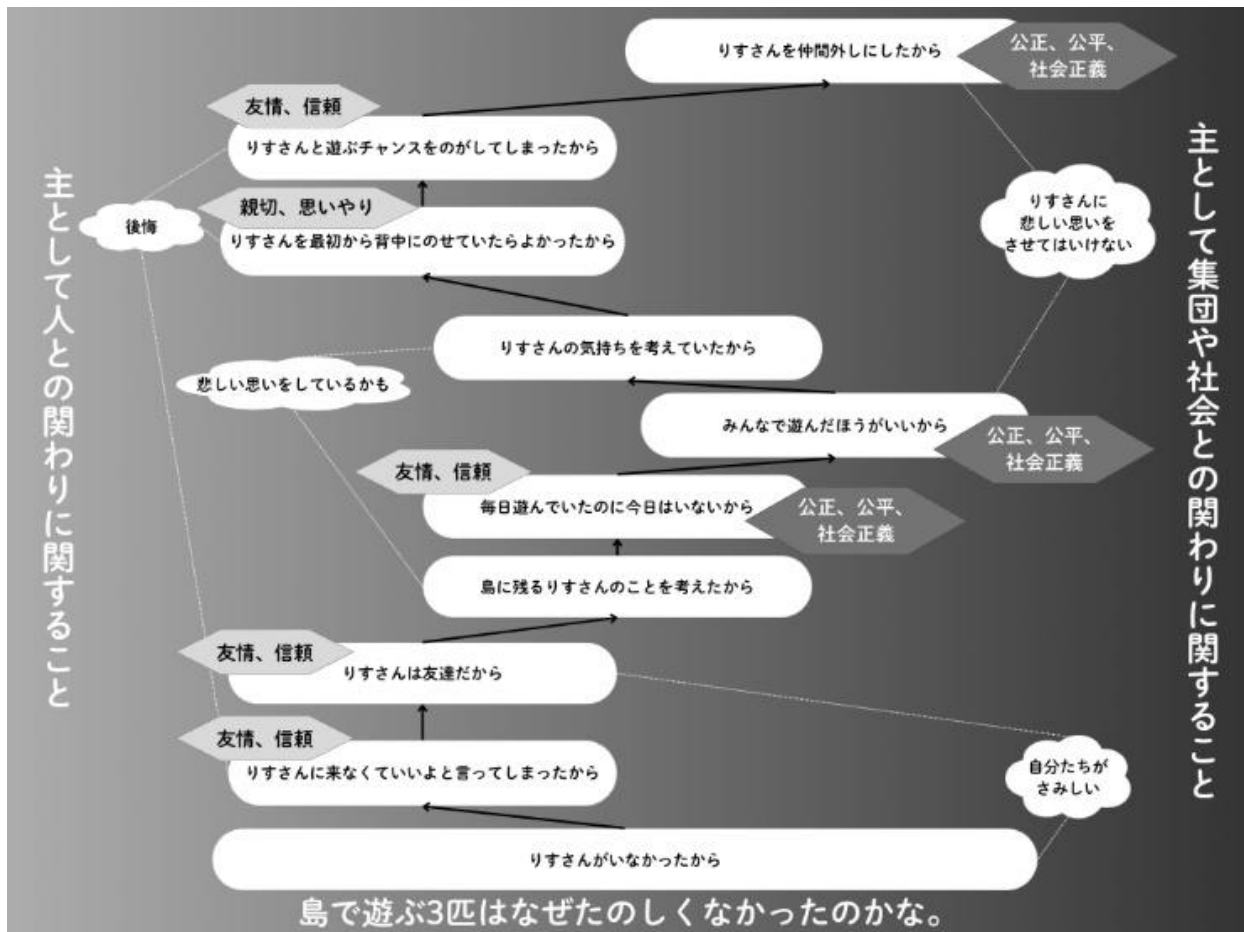 りすさんを仲間外しにしたから
公正、公平、
社会正義
友情、信頼
りすさんと遊ぶチャンスをのがしてしまったから
主として人との関わりに関すること
主として集団や社会との関わりに関すること
後悔
親切、思いやり
りすさんを最初から背中にのせていたらよかったから
りすさんに
悲しい思いを
させてはいけない
りすさんの気持ちを考えていたから
悲しい思いをしているかも
みんなで遊んだほうがいいから
公正、公平、
社会正義
友情、信頼
毎日遊んでいたのに今日はいないから
公正、公平、
社会正義
島に残るりすさんのことを考えたから
友情、信頼
りすさんは友達だから
友情、信頼
りすさんに来なくていいよと言ってしまったから
自分たちが
さみしい
りすさんがいなかったから
島で遊ぶ3匹はなぜたのしくなかったのかな。